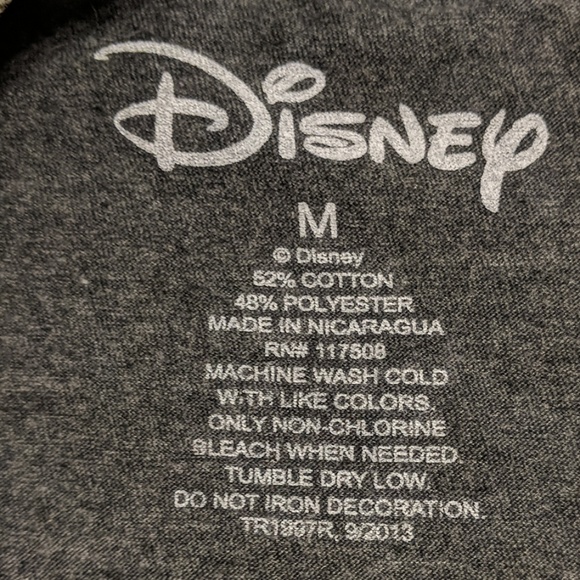 Disney
M
© Disney
52% COTTON
48% POLYESTER
MADE IN NICARAGUA
RN# 117508
MACHINE WASH COLD
WITH LIKE COLORS.
ONLY NON-CHLORINE
BLEACH WHEN NEEDED.
TUMBLE DRY LOW.
DO NOT IRON DECORATION.
TR1997R, 9/2013